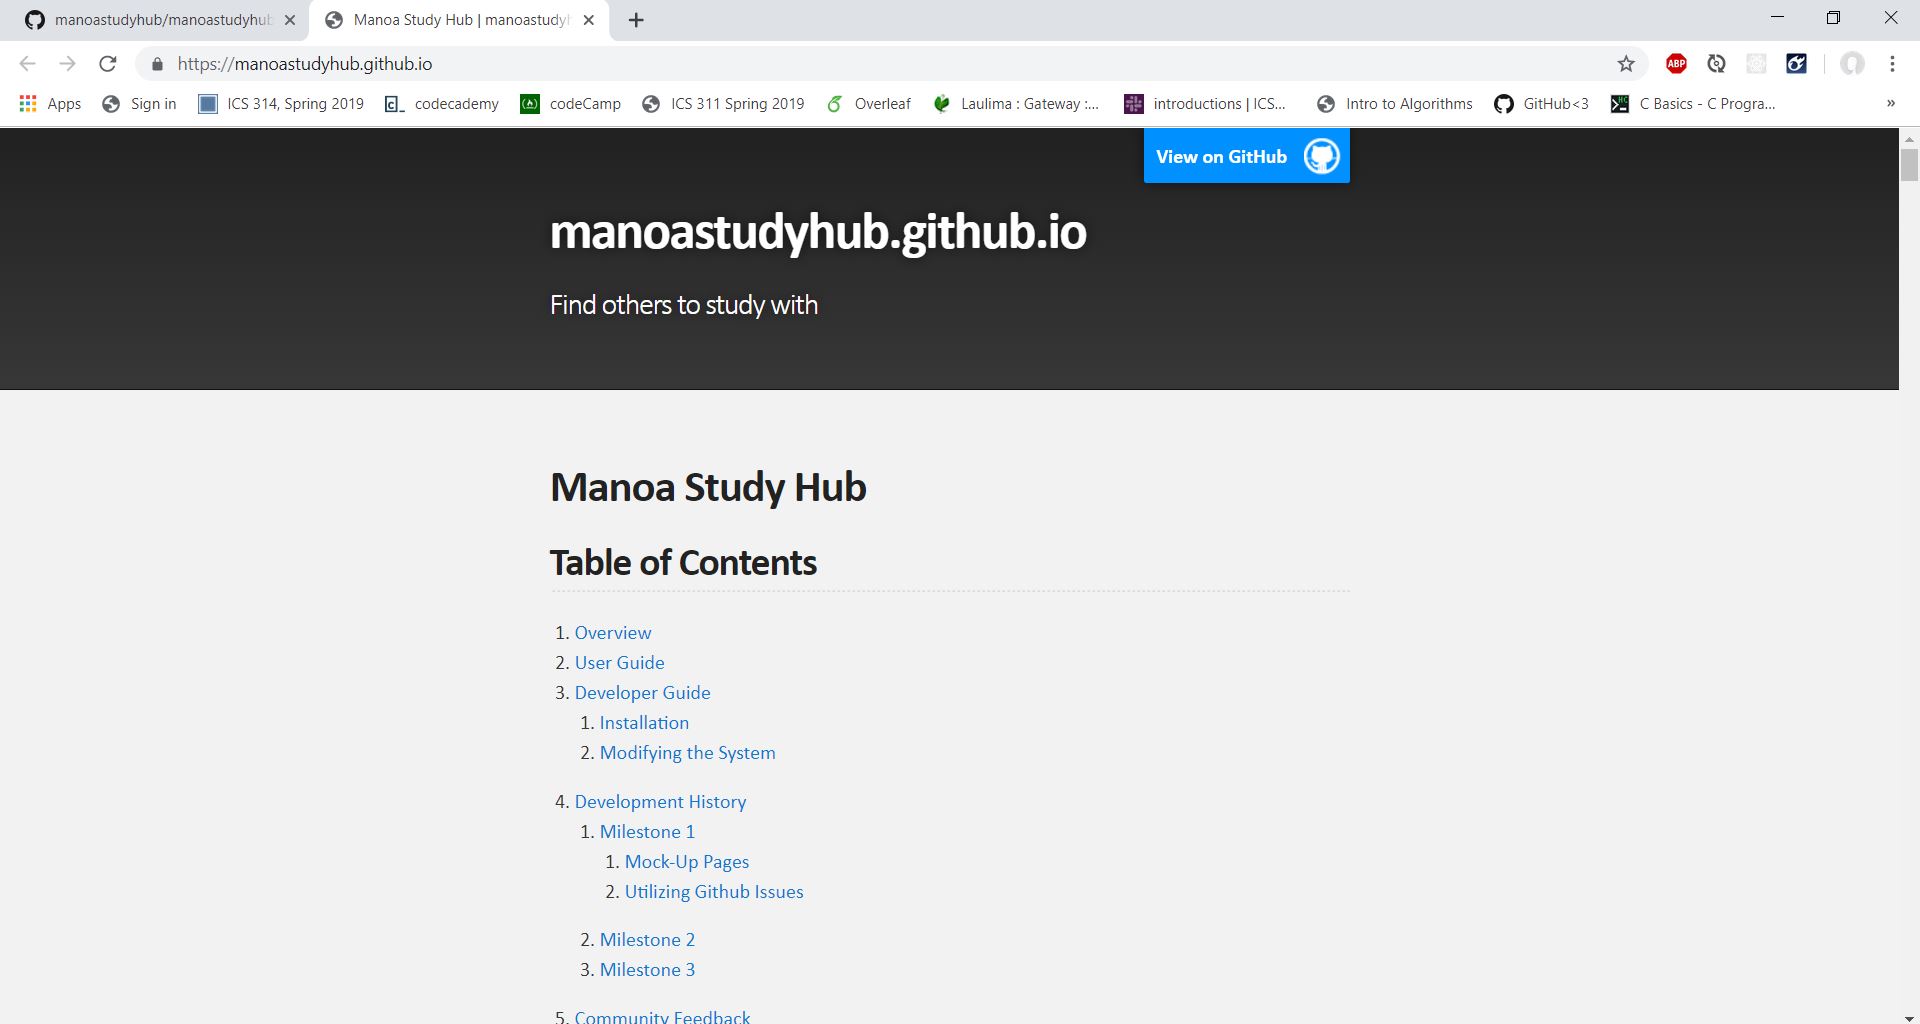 manoastudyhub/manoastudyhub
Manoa Study Hub | manoastudyh
https://manoastudyhub.github.io
ABP
Apps
Sign in
ICS 314, Spring 2019
codecademy
codeCamp
ICS 311 Spring 2019
Overleaf
Laulima : Gateway :...
introductions | ICS...
Intro to Algorithms
GitHub<3
C Basics - C Progra...
»
View on GitHub
manoastudyhub.github.io
Find others to study with
Manoa Study Hub
Table of Contents
1. Overview
2. User Guide
3. Developer Guide
1. Installation
2. Modifying the System
4. Development History
1. Milestone 1
1. Mock-Up Pages
2. Utilizing Github Issues
2. Milestone 2
3. Milestone 3
5. Community Feedback